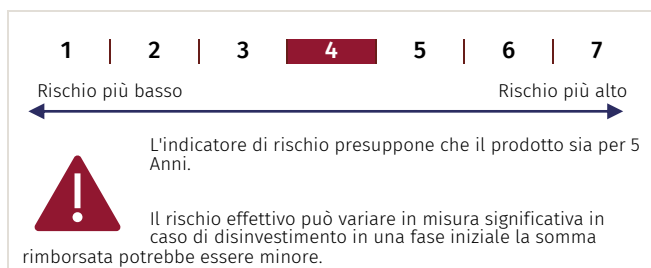 1 2 3 4 5 6 7
Rischio più basso Rischio più alto
L'indicatore di rischio presuppone che il prodotto sia per 5
Anni.
Il rischio effettivo può variare in misura significativa in
caso di disinvestimento in una fase iniziale la somma
rimborsata potrebbe essere minore.